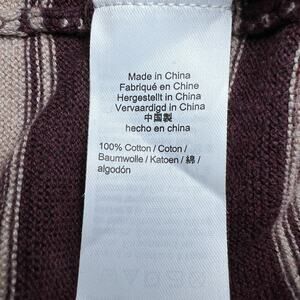 Made in China
Fabriqué en Chine
Hergestellt in China
Vervaardigd in China
中国製
hecho en china
100% Cotton / Coton /
Baumwolle / Katoen / 綿 /
algodón